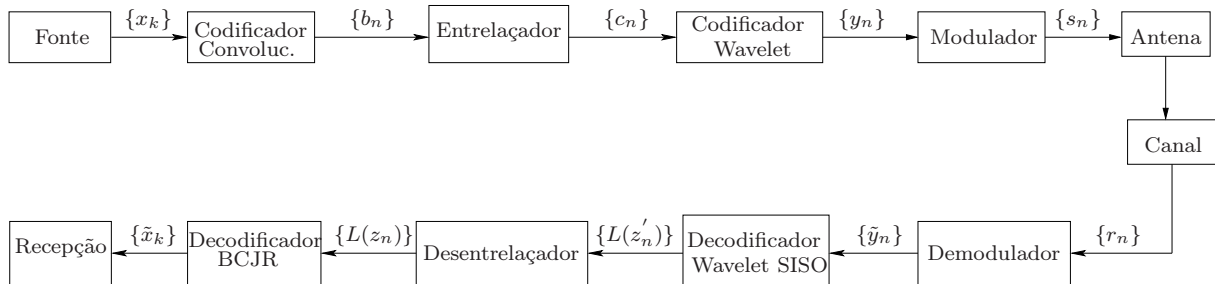 {x_k}
{b_n}
{c_n}
{y_n}
{s_n}
Fonte
Codificador
Convoluc.
Entrelaçador
Codificador
Wavelet
Modulador
Antena
Canal
{x̃_k}
{L(z_n)}
{L(z'_n)}
{ỹ_n}
{r_n}
Recepção
Decodificador
BCJR
Desentrelaçador
Decodificador
Wavelet SISO
Demodulador